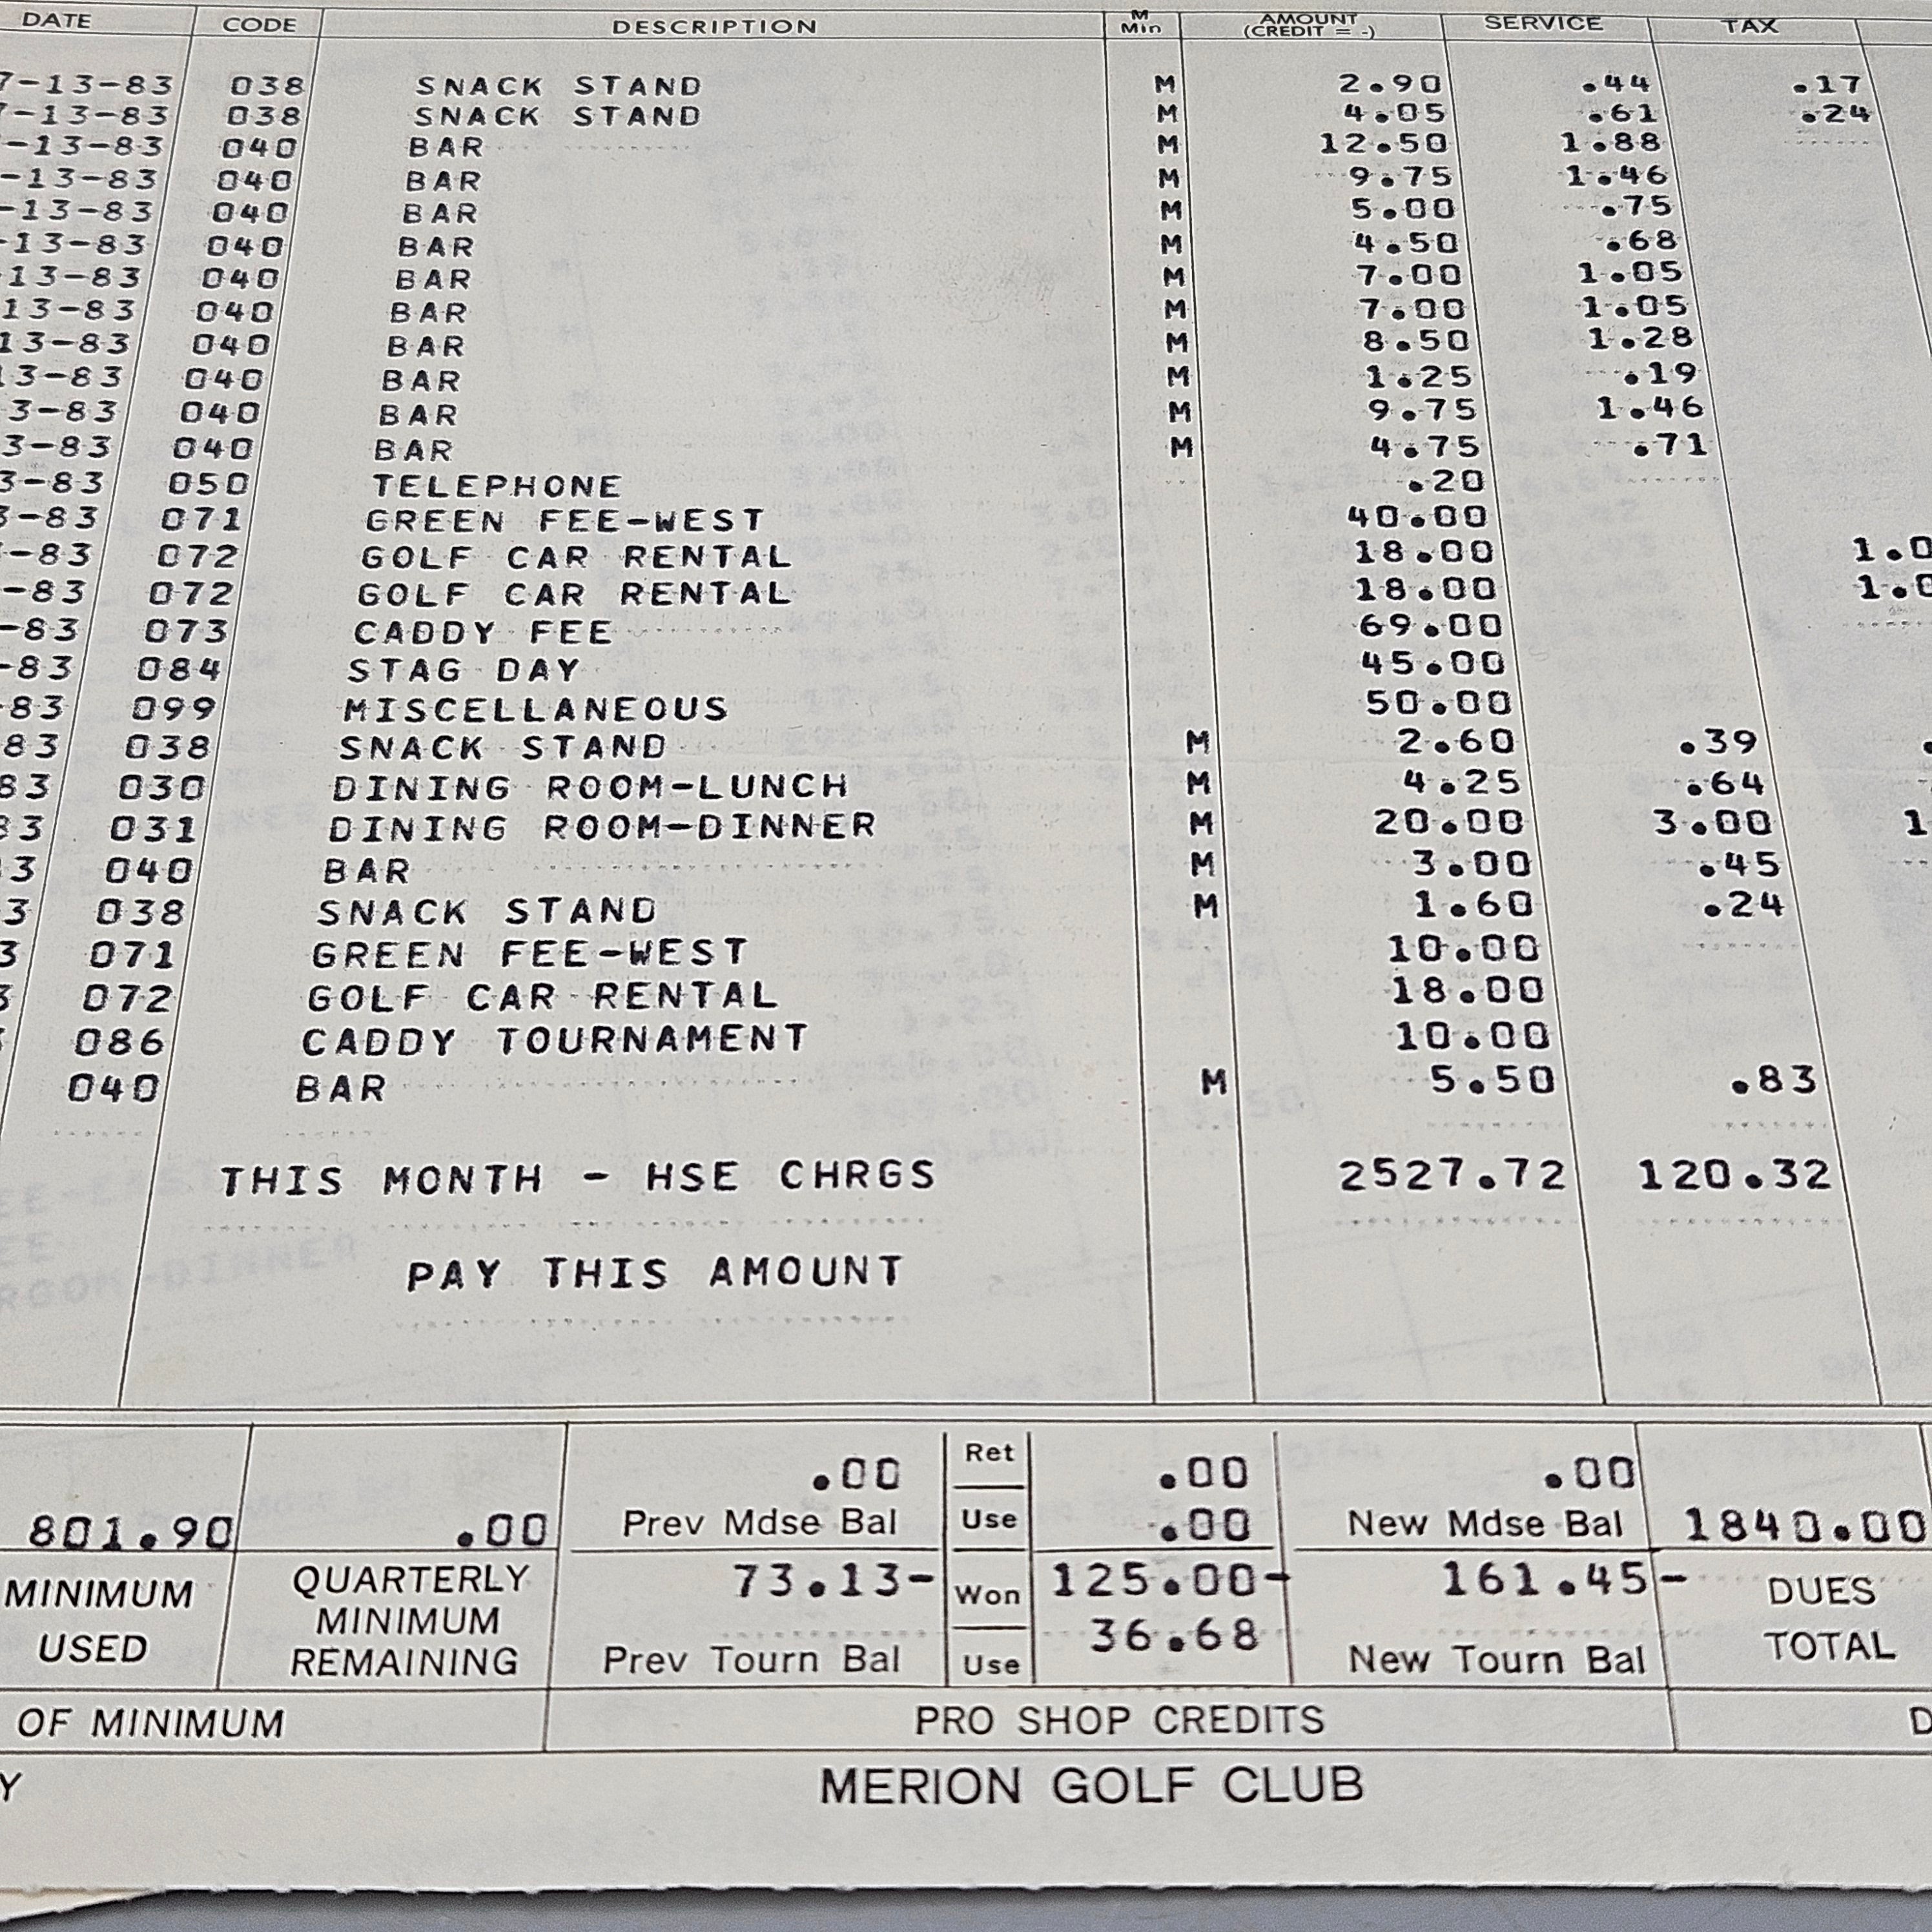 DATE CODE DESCRIPTION M Min AMOUNT (CREDIT = -) SERVICE TAX
7-13-83 038 SNACK STAND M 2.90 .44 .17
7-13-83 038 SNACK STAND M 4.05 .61 .24
-13-83 040 BAR M 12.50 1.88
-13-83 040 BAR M 9.75 1.46
-13-83 040 BAR M 5.00 .75
-13-83 040 BAR M 4.50 .68
13-83 040 BAR M 7.00 1.05
13-83 040 BAR M 7.00 1.05
13-83 040 BAR M 8.50 1.28
13-83 040 BAR M 1.25 .19
3-83 040 BAR M 9.75 1.46
3-83 040 BAR M 4.75 .71
3-83 050 TELEPHONE .20
3-83 071 GREEN FEE-WEST 40.00
-83 072 GOLF CAR RENTAL 18.00 1.0
-83 072 GOLF CAR RENTAL 18.00 1.0
-83 073 CADDY FEE 69.00
-83 084 STAG DAY 45.00
-83 099 MISCELLANEOUS 50.00
83 038 SNACK STAND M 2.60 .39 .
83 030 DINING ROOM-LUNCH M 4.25 .64
83 031 DINING ROOM-DINNER M 20.00 3.00 1
3 040 BAR M 3.00 .45
3 038 SNACK STAND M 1.60 .24
3 071 GREEN FEE-WEST 10.00
3 072 GOLF CAR RENTAL 18.00
086 CADDY TOURNAMENT 10.00
040 BAR M 5.50 .83
THIS MONTH - HSE CHRGS 2527.72 120.32
PAY THIS AMOUNT
.00 Ret .00 .00
801.90 .00 Prev Mdse Bal Use .00 New Mdse Bal 1840.00
MINIMUM USED QUARTERLY MINIMUM REMAINING 73.13- Won 125.00- 161.45- DUES TOTAL
Prev Tourn Bal Use 36.68 New Tourn Bal
OF MINIMUM PRO SHOP CREDITS D
Y MERION GOLF CLUB